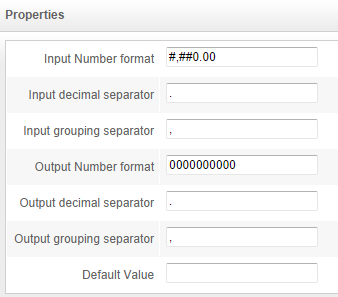 Properties
Input Number format #,##0.00
Input decimal separator .
Input grouping separator ,
Output Number format 0000000000
Output decimal separator .
Output grouping separator ,
Default Value